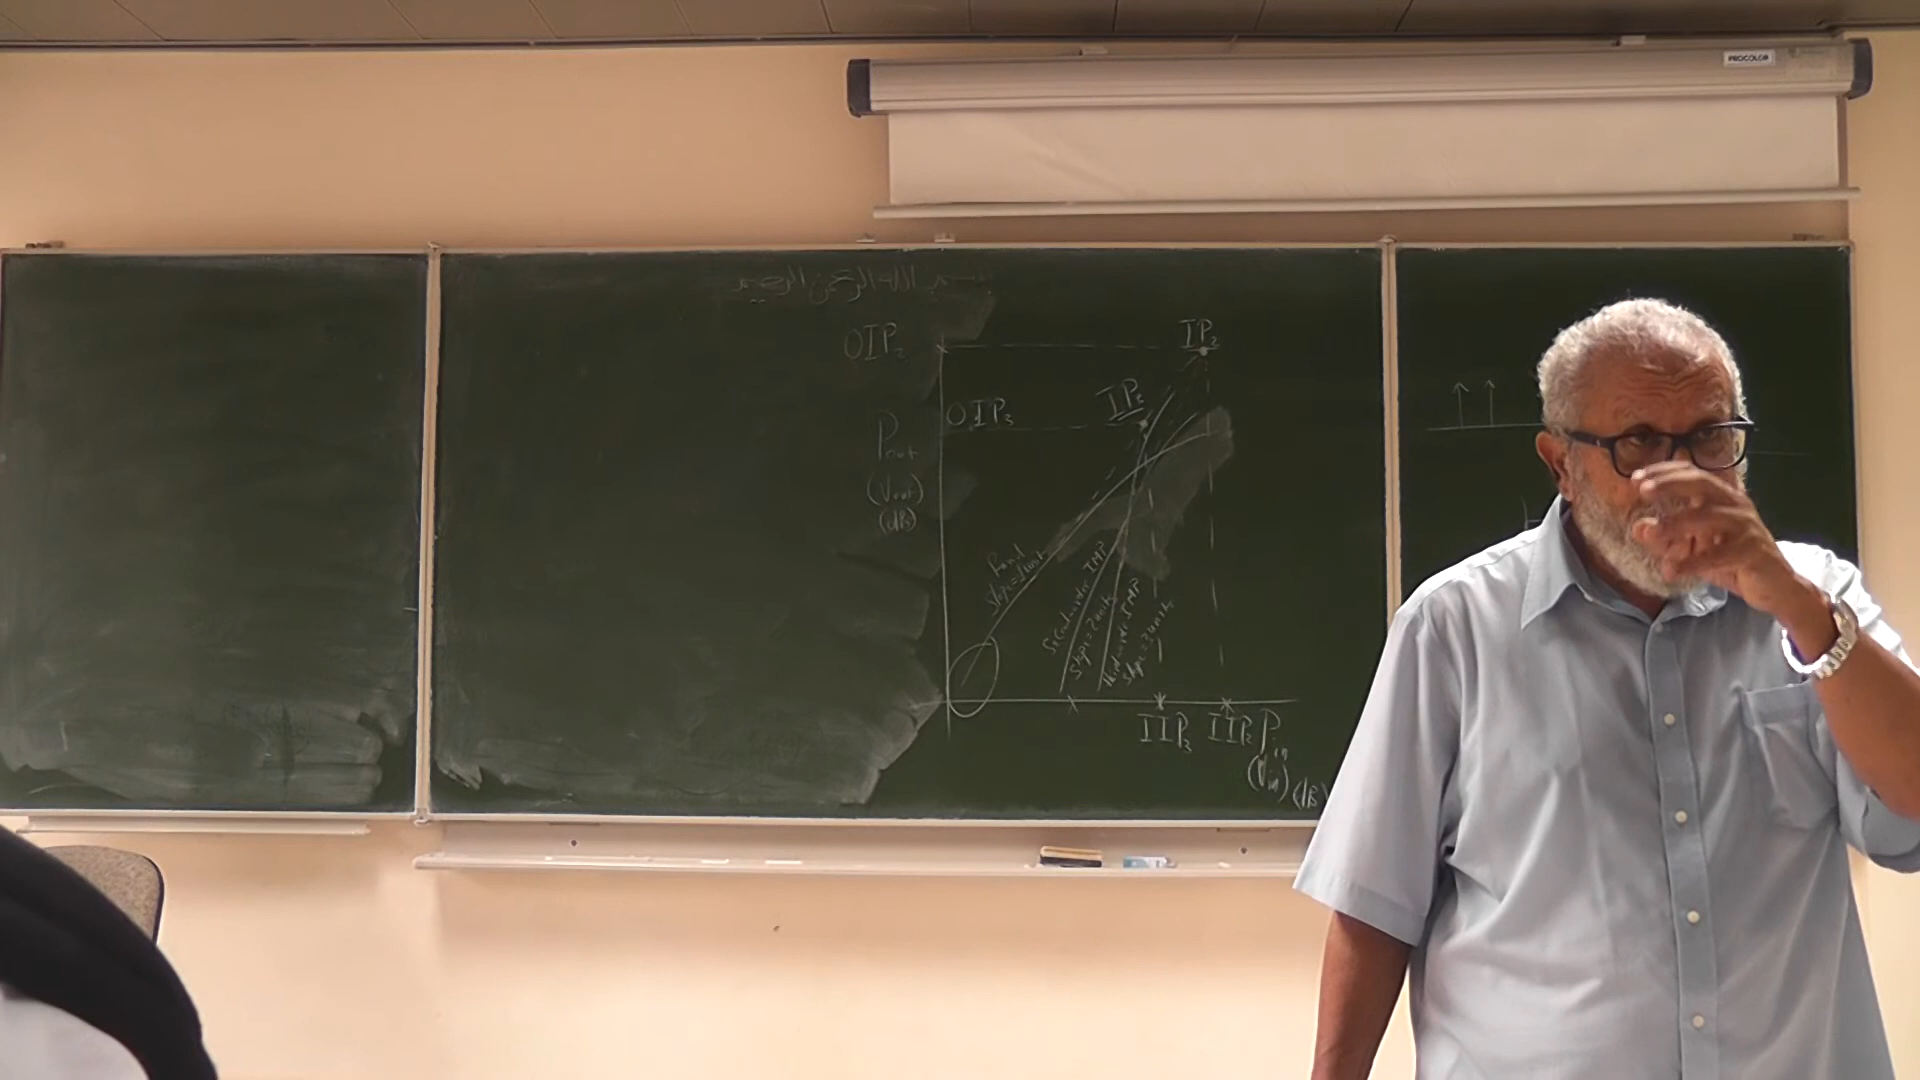 PROCOLOR
بسم الله الرحمن الرحيم
OIP₂
IP₂
OIP₃
IP₃
Pout
(Vout)
(dB)
Pout
slope=1unit
Second order IMP
slope=2units
third order IMP
slope=3units
IIP₃
IIP₂
Pin
(Vin)
(dB)